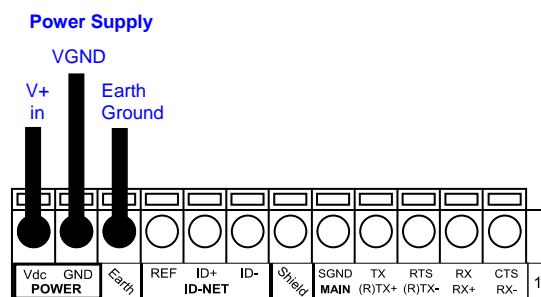 Power Supply
VGND
V+ in
Earth Ground
Vdc GND Earth REF ID+ ID- Shield SGND TX RTS RX CTS
POWER ID-NET MAIN (R)TX+ (R)TX- RX+ RX-
1